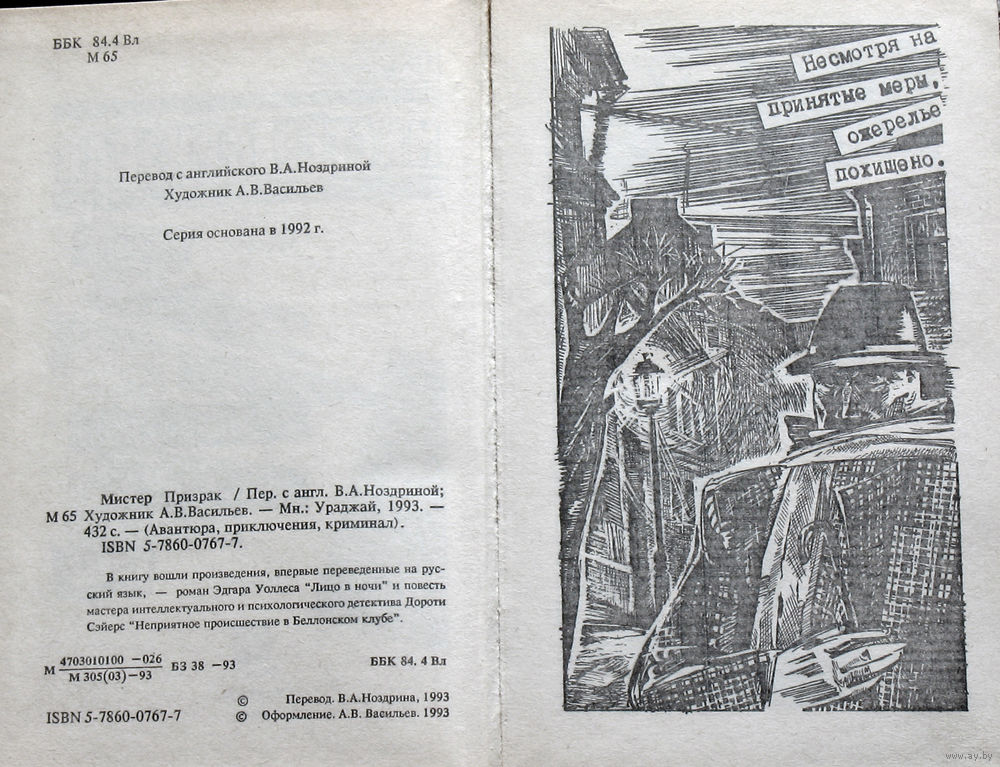 ББК 84.4 Вл
М 65
Перевод с английского В.А.Ноздриной
Художник А.В.Васильев
Серия основана в 1992 г.
Мистер Призрак / Пер. с англ. В.А.Ноздриной;
М 65 Художник А.В.Васильев. — Мн.: Ураджай, 1993. —
432 с. — (Авантюра, приключения, криминал).
ISBN 5-7860-0767-7.
В книгу вошли произведения, впервые переведенные на рус-
ский язык, — роман Эдгара Уоллеса "Лицо в ночи" и повесть
мастера интеллектуального и психологического детектива Дороти
Сэйерс "Неприятное происшествие в Беллонском клубе".
М 4703010100 —026
М 305(03)—93
БЗ 38 —93
ББК 84. 4 Вл
© Перевод. В.А.Ноздрина, 1993
ISBN 5-7860-0767-7
© Оформление. А.В. Васильев. 1993
Несмотря на
принятые меры,
ожерелье
похищено.
www.ay.by